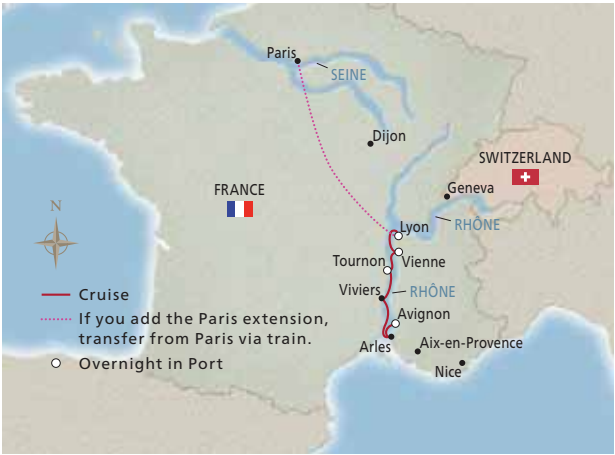 Paris
SEINE
Dijon
SWITZERLAND
Geneva
FRANCE
N
Lyon
RHÔNE
Vienne
Tournon
Viviers
RHÔNE
Avignon
Arles
Aix-en-Provence
Nice
Cruise
If you add the Paris extension,
transfer from Paris via train.
Overnight in Port